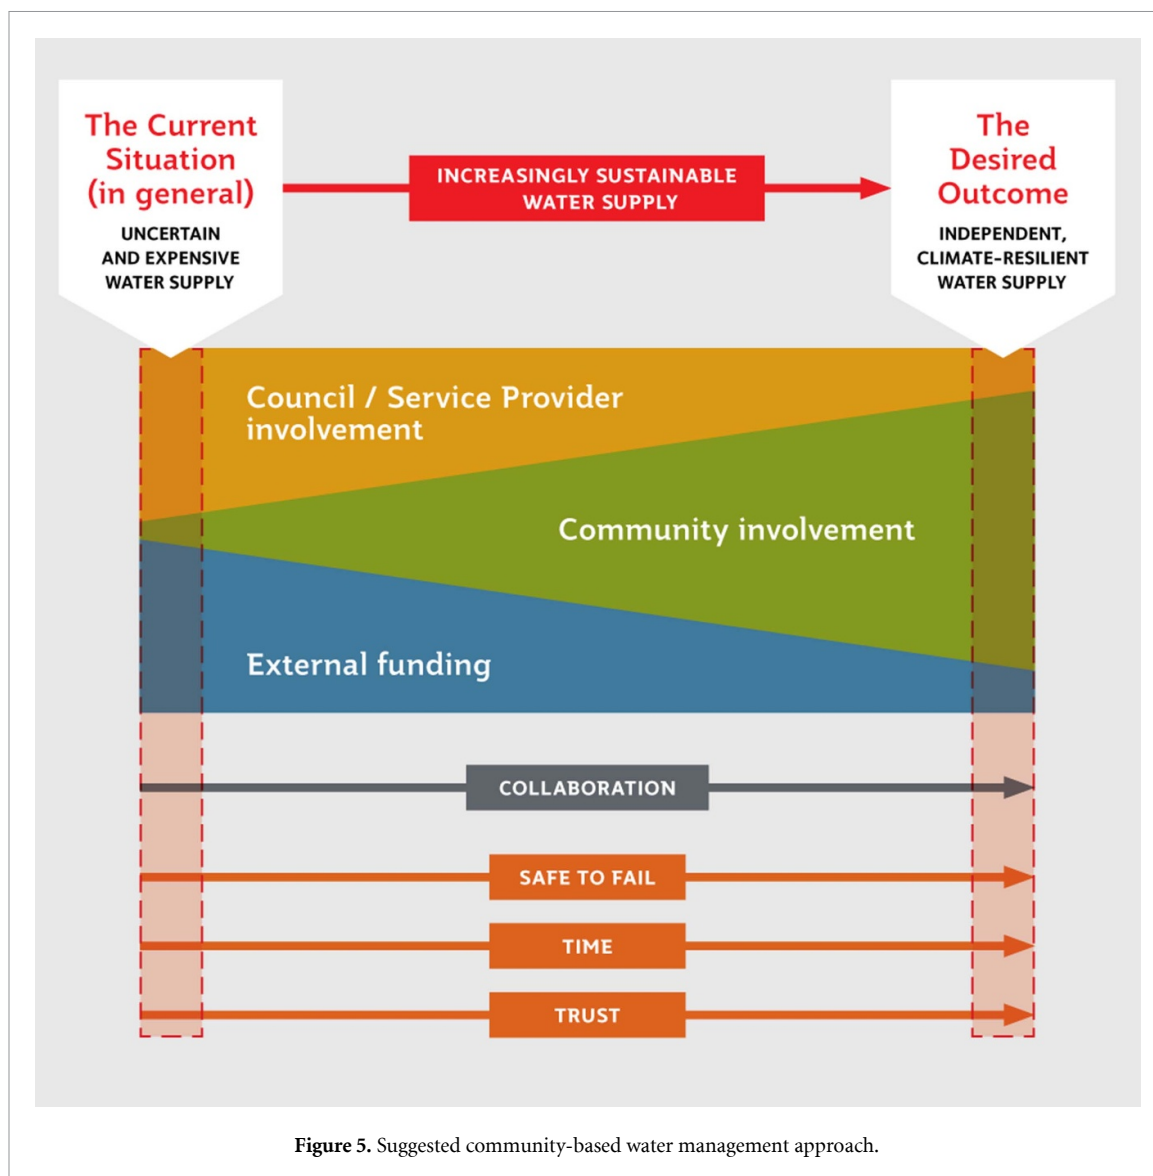 The Current
Situation
(in general)
UNCERTAIN
AND EXPENSIVE
WATER SUPPLY
INCREASINGLY SUSTAINABLE
WATER SUPPLY
The
Desired
Outcome
INDEPENDENT,
CLIMATE-RESILIENT
WATER SUPPLY
Council / Service Provider
involvement
Community involvement
External funding
COLLABORATION
SAFE TO FAIL
TIME
TRUST
Figure 5. Suggested community-based water management approach.